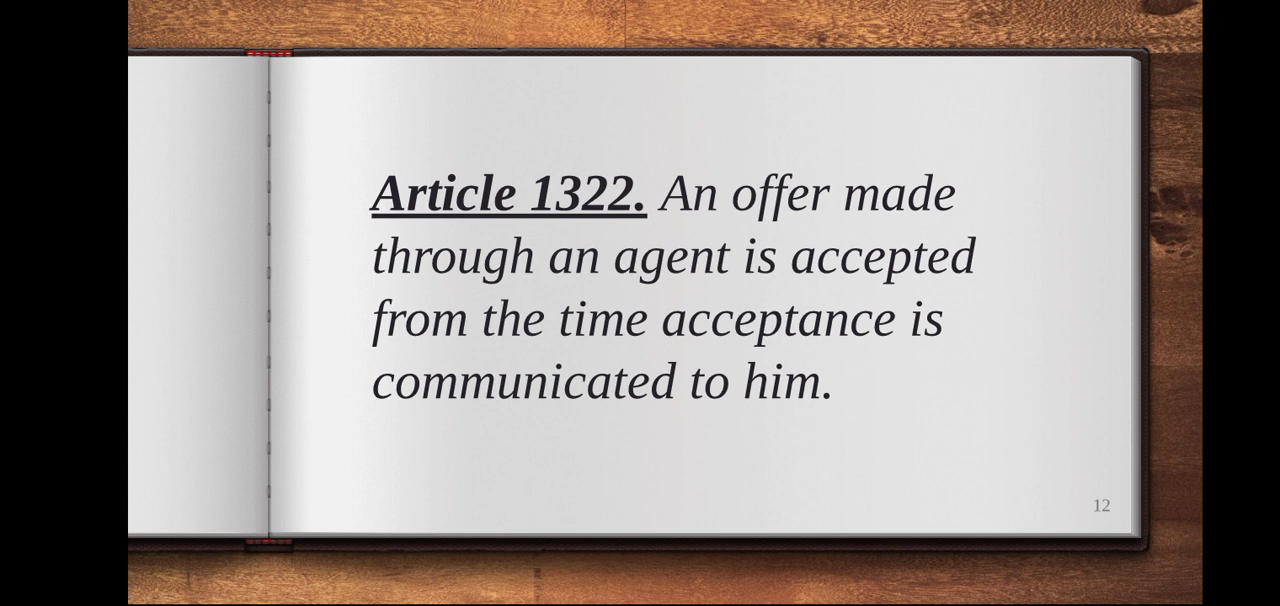 Article 1322. An offer made
through an agent is accepted
from the time acceptance is
communicated to him.
12